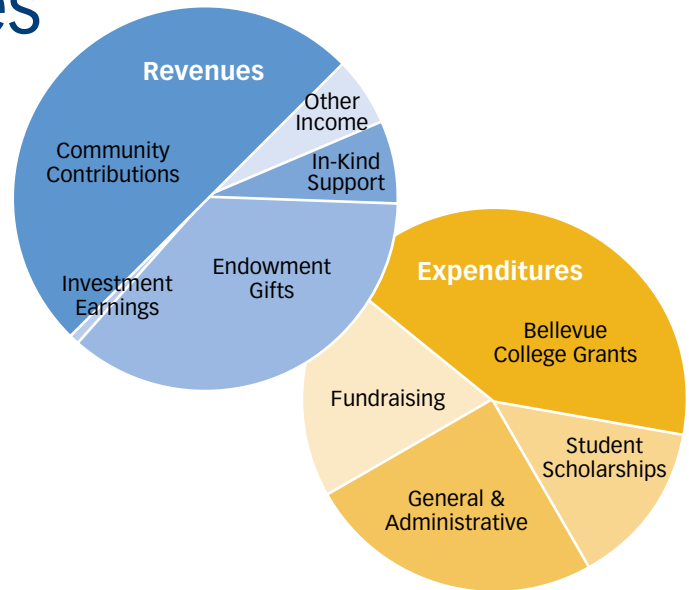 es
Revenues
Other
Income
In-Kind
Support
Community
Contributions
Investment
Earnings
Endowment
Gifts
Expenditures
Bellevue
College Grants
Fundraising
Student
Scholarships
General &
Administrative